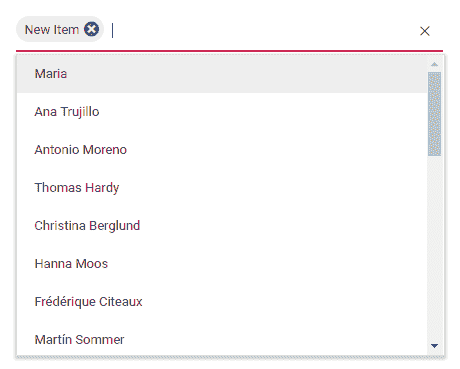 New Item
Maria
Ana Trujillo
Antonio Moreno
Thomas Hardy
Christina Berglund
Hanna Moos
Frédérique Citeaux
Martín Sommer